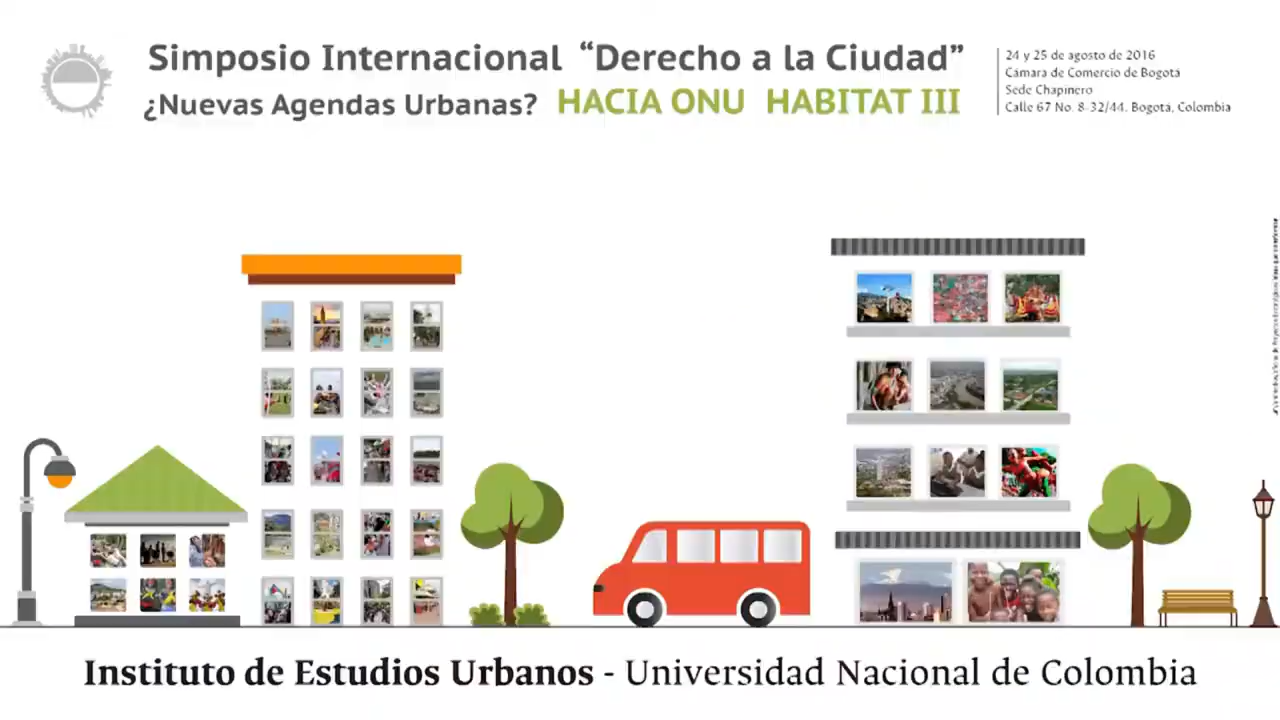 Simposio Internacional “Derecho a la Ciudad”
¿Nuevas Agendas Urbanas? HACIA ONU HABITAT III
24 y 25 de agosto de 2016
Cámara de Comercio de Bogotá
Sede Chapinero
Calle 67 No. 8-32/44. Bogotá, Colombia
Instituto de Estudios Urbanos - Universidad Nacional de Colombia